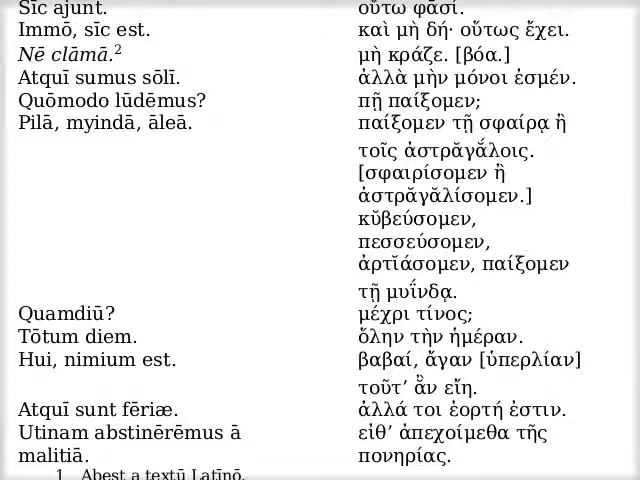 Sīc ajunt. οὕτω φᾱσί.
Immō, sīc est. καὶ μὴ δή· οὕτως ἔχει.
Nē clāmā.2 μὴ κράζε. [βόα.]
Atquī sumus sōlī. ἀλλὰ μὴν μόνοι ἐσμέν.
Quōmodo lūdēmus? πῇ παίξομεν;
Pilā, myindā, āleā. παίξομεν τῇ σφαίρᾳ ἢ
τοῖς ἀστρᾰγᾰ́λοις.
[σφαιρίσομεν ἢ
ἀστρᾰγᾰλίσομεν.]
κῠβεύσομεν,
πεσσεύσομεν,
ἀρτῐάσομεν, παίξομεν
τῇ μυΐνδᾳ.
Quamdiū? μέχρι τίνος;
Tōtum diem. ὅλην τὴν ἡμέραν.
Hui, nimium est. βαβαί, ἄγαν [ὑπερλίαν]
τοῦτ’ ἂν εἴη.
Atquī sunt fēriæ. ἀλλά τοι ἑορτή ἐστιν.
Utinam abstinērēmus ā εἰθ’ ἀπεχοίμεθα τῆς
malitiā. πονηρίας.
1 Abest a textū Latīnō.